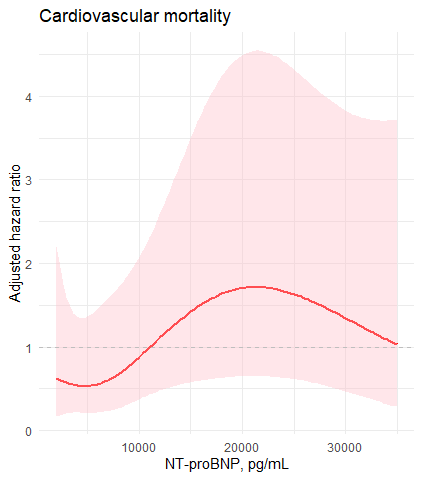 Cardiovascular mortality
Adjusted hazard ratio
4
3
2
1
0
10000 20000 30000
NT-proBNP, pg/mL